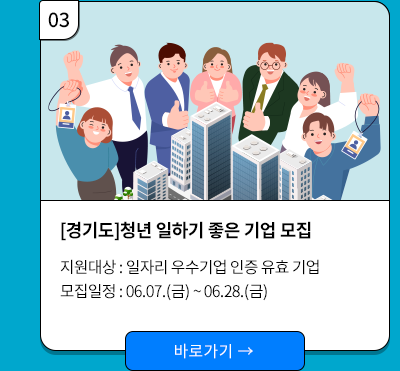 03
[경기도]청년 일하기 좋은 기업 모집
지원대상 : 일자리 우수기업 인증 유효 기업
모집일정 : 06.07.(금) ~ 06.28.(금)
바로가기 →